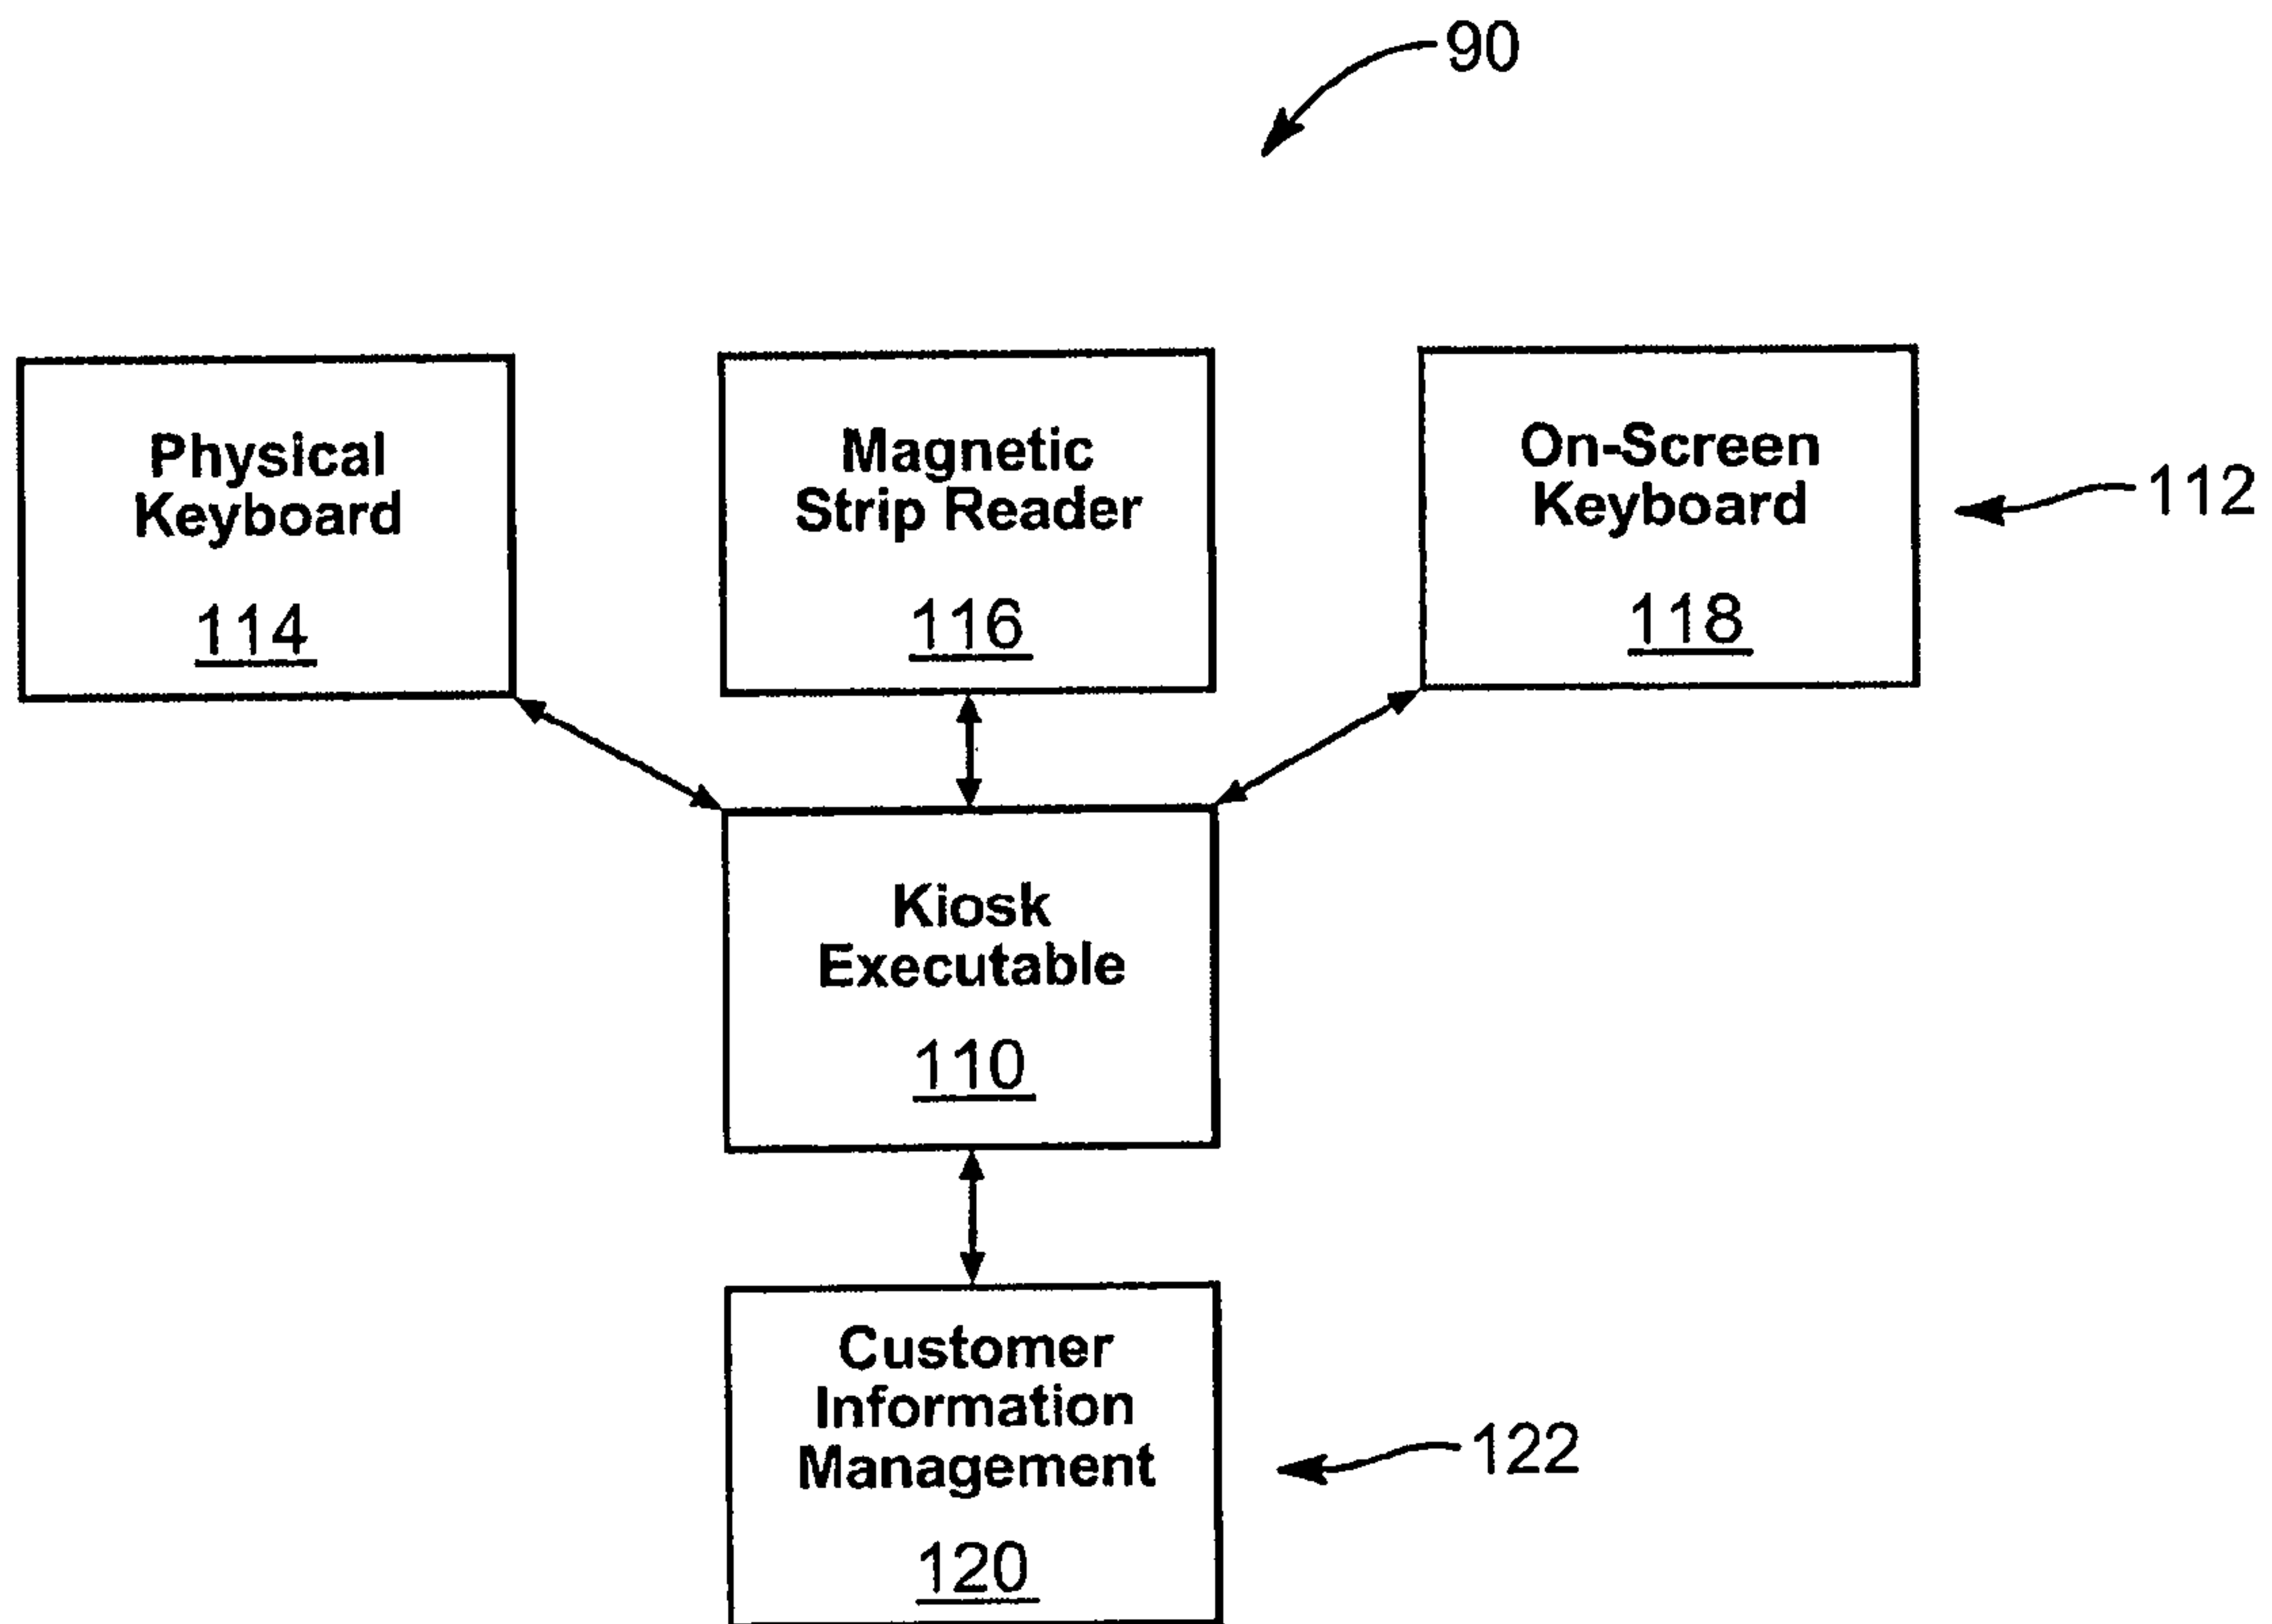 90
Physical
Keyboard
114
Magnetic
Strip Reader
116
On-Screen
Keyboard
118
112
Kiosk
Executable
110
Customer
Information
Management
120
122